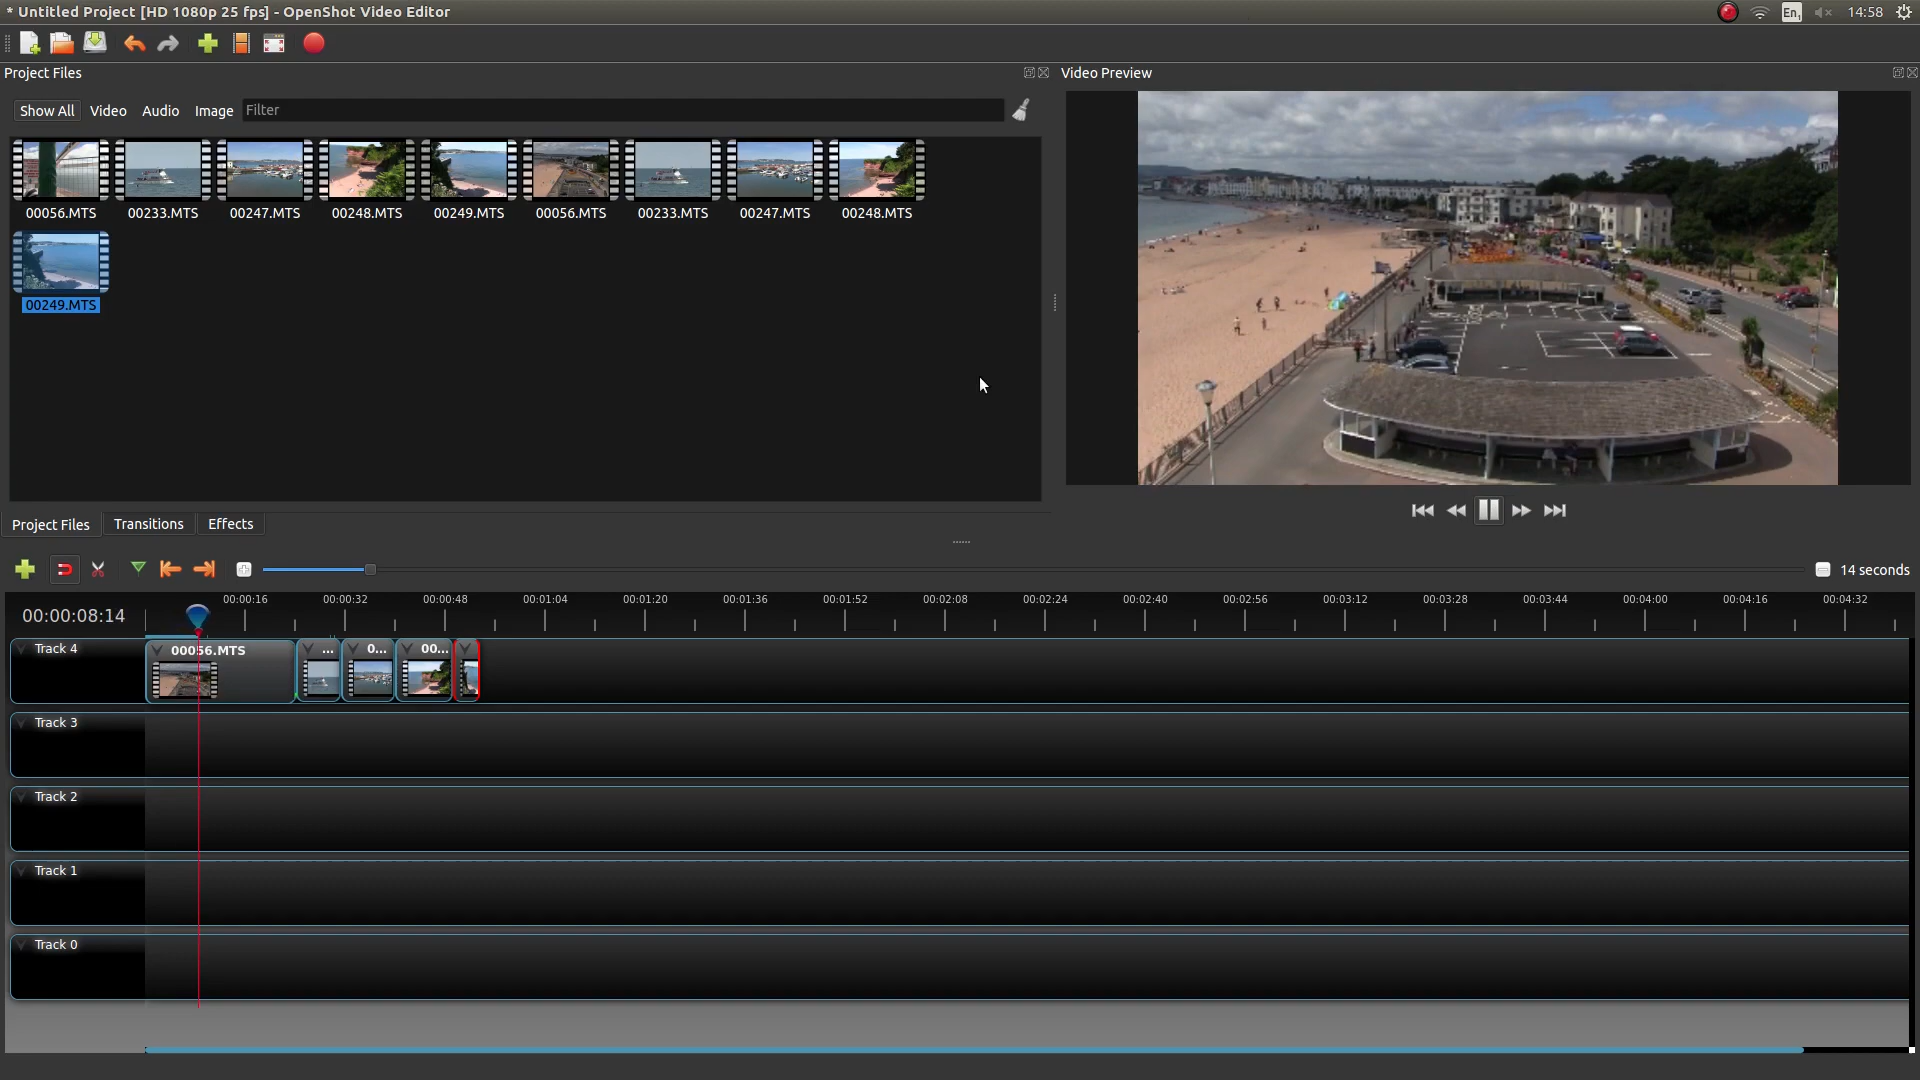 * Untitled Project [HD 1080p 25 fps] - OpenShot Video Editor
En1 14:58
Project Files
Video Preview
Show All Video Audio Image Filter
00056.MTS 00233.MTS 00247.MTS 00248.MTS 00249.MTS 00056.MTS 00233.MTS 00247.MTS 00248.MTS
00249.MTS
Project Files Transitions Effects
14 seconds
00:00:08:14
00:00:16 00:00:32 00:00:48 00:01:04 00:01:20 00:01:36 00:01:52 00:02:08 00:02:24 00:02:40 00:02:56 00:03:12 00:03:28 00:03:44 00:04:00 00:04:16 00:04:32
Track 4 00056.MTS ... 0... 00...
Track 3
Track 2
Track 1
Track 0